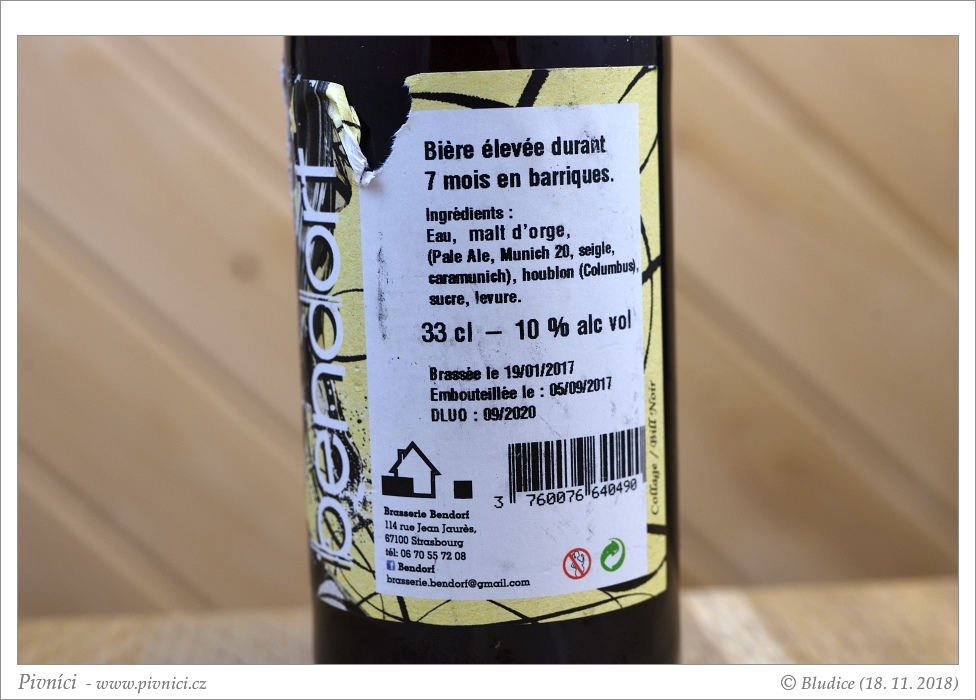 bendorf
Bière élevée durant
7 mois en barriques.
Ingrédients :
Eau, malt d'orge,
(Pale Ale, Munich 20, seigle,
caramunich), houblon (Columbus),
sucre, levure.
33 cl – 10 % alc vol
Brassée le 19/01/2017
Embouteillée le : 05/09/2017
DLUO : 09/2020
3 760076 640490
Brasserie Bendorf
114 rue Jean Jaurès,
67100 Strasbourg
tél: 06 70 55 72 08
Bendorf
brasserie.bendorf@gmail.com
Collage / Bill Noir
Pivníci - www.pivnici.cz
© Bludice (18. 11. 2018)